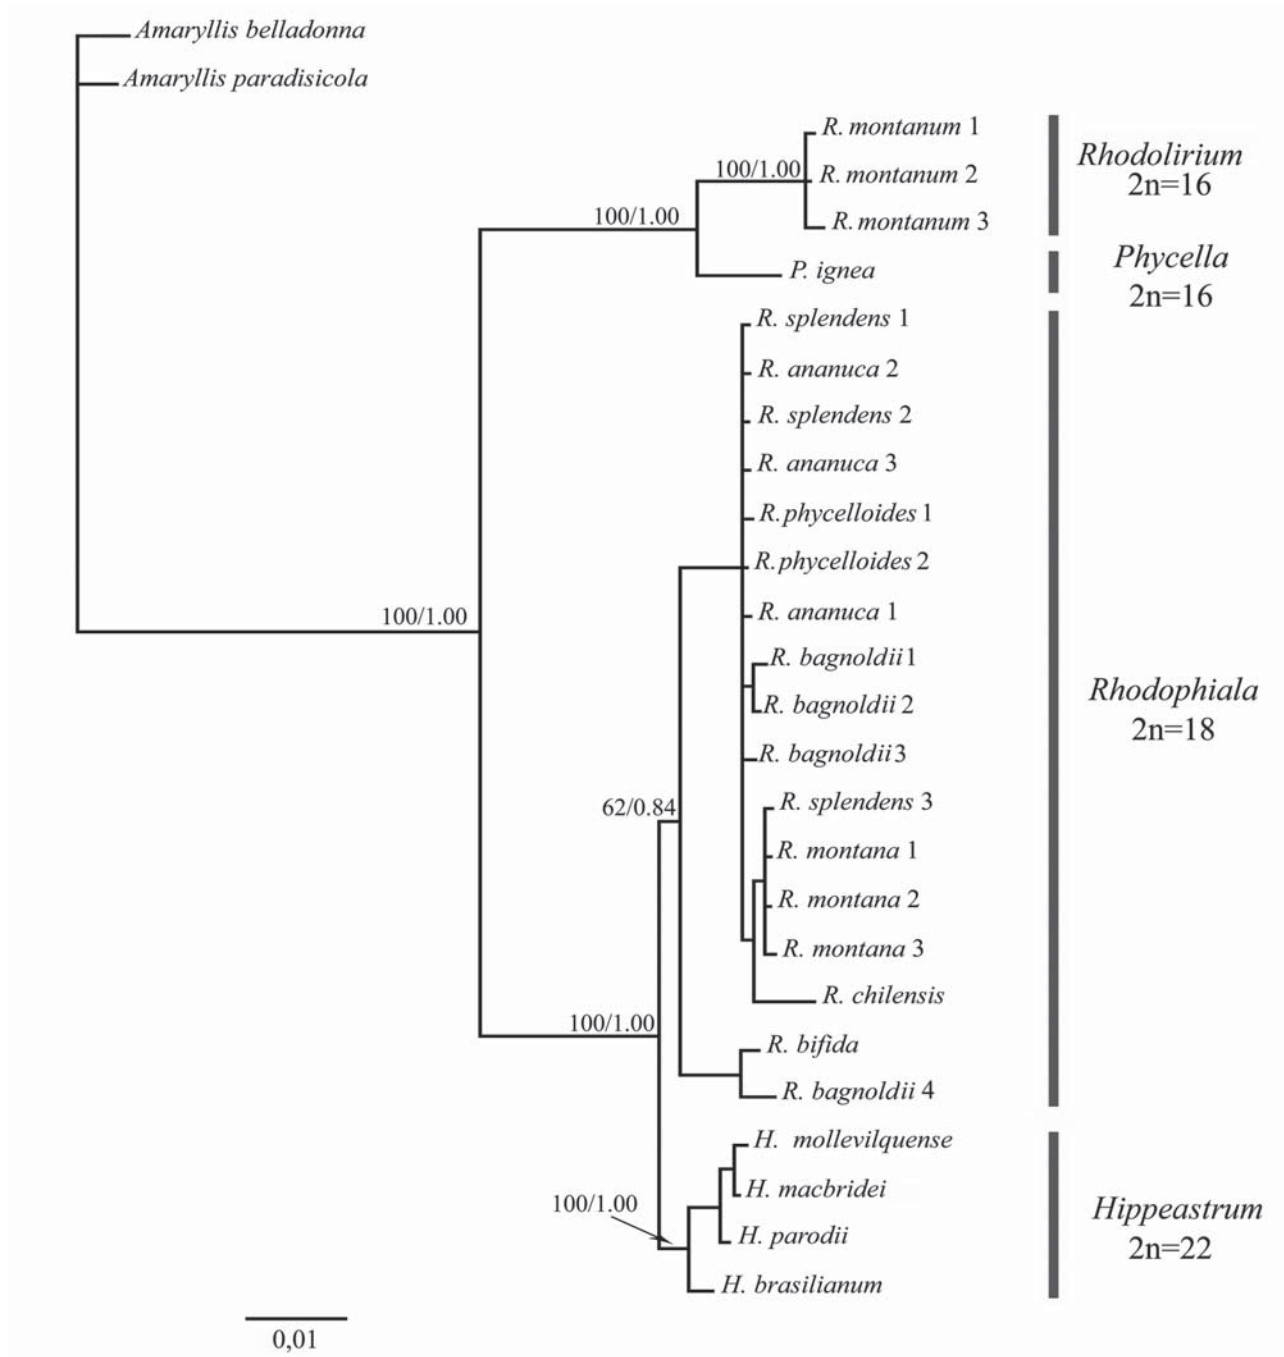 Amaryllis belladonna
Amaryllis paradisicola
R. montanum 1
100/1.00
R. montanum 2
Rhodolirium
2n=16
100/1.00
R. montanum 3
P. ignea
Phycella
2n=16
R. splendens 1
R. ananuca 2
R. splendens 2
R. ananuca 3
R. phycelloides 1
R. phycelloides 2
R. ananuca 1
100/1.00
R. bagnoldii 1
R. bagnoldii 2
Rhodophiala
2n=18
R. bagnoldii 3
R. splendens 3
62/0.84
R. montana 1
R. montana 2
R. montana 3
R. chilensis
100/1.00
R. bifida
R. bagnoldii 4
H. mollevilquense
H. macbridei
100/1.00
H. parodii
Hippeastrum
2n=22
H. brasilianum
0,01